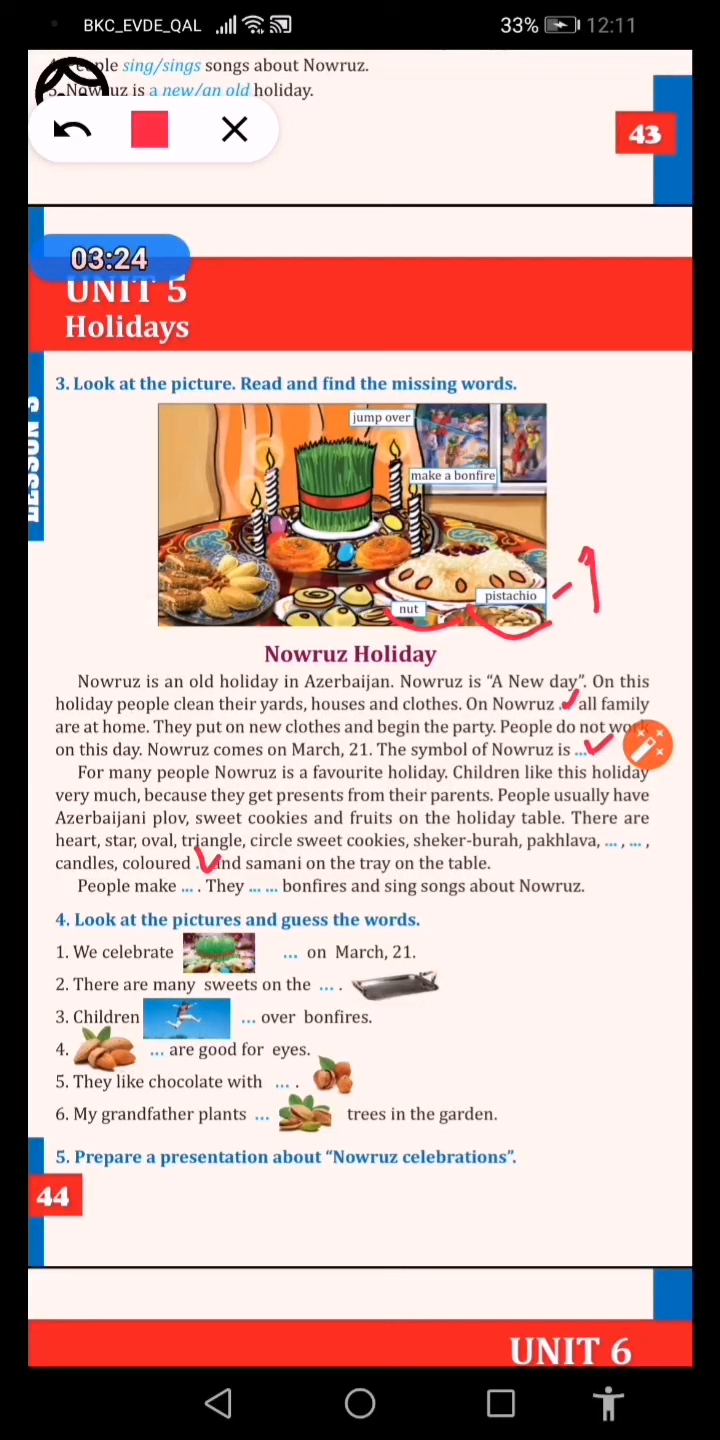 BKC_EVDE_QAL 33% 12:11
sing/sings songs about Nowruz.
is a new/an old holiday.
43
03:24
UNIT 5
Holidays
3. Look at the picture. Read and find the missing words.
jump over
make a bonfire
pistachio
nut
1
Nowruz Holiday
Nowruz is an old holiday in Azerbaijan. Nowruz is “A New day”. On this
holiday people clean their yards, houses and clothes. On Nowruz all family
are at home. They put on new clothes and begin the party. People do not work
on this day. Nowruz comes on March, 21. The symbol of Nowruz is ...
For many people Nowruz is a favourite holiday. Children like this holiday
very much, because they get presents from their parents. People usually have
Azerbaijani plov, sweet cookies and fruits on the holiday table. There are
heart, star, oval, triangle, circle sweet cookies, sheker-burah, pakhlava, ... , ... ,
candles, coloured and samani on the tray on the table.
People make ... . They ... ... bonfires and sing songs about Nowruz.
4. Look at the pictures and guess the words.
1. We celebrate ... on March, 21.
2. There are many sweets on the ... .
3. Children ... over bonfires.
4. ... are good for eyes.
5. They like chocolate with ... .
6. My grandfather plants ... trees in the garden.
5. Prepare a presentation about “Nowruz celebrations”.
44
UNIT 6